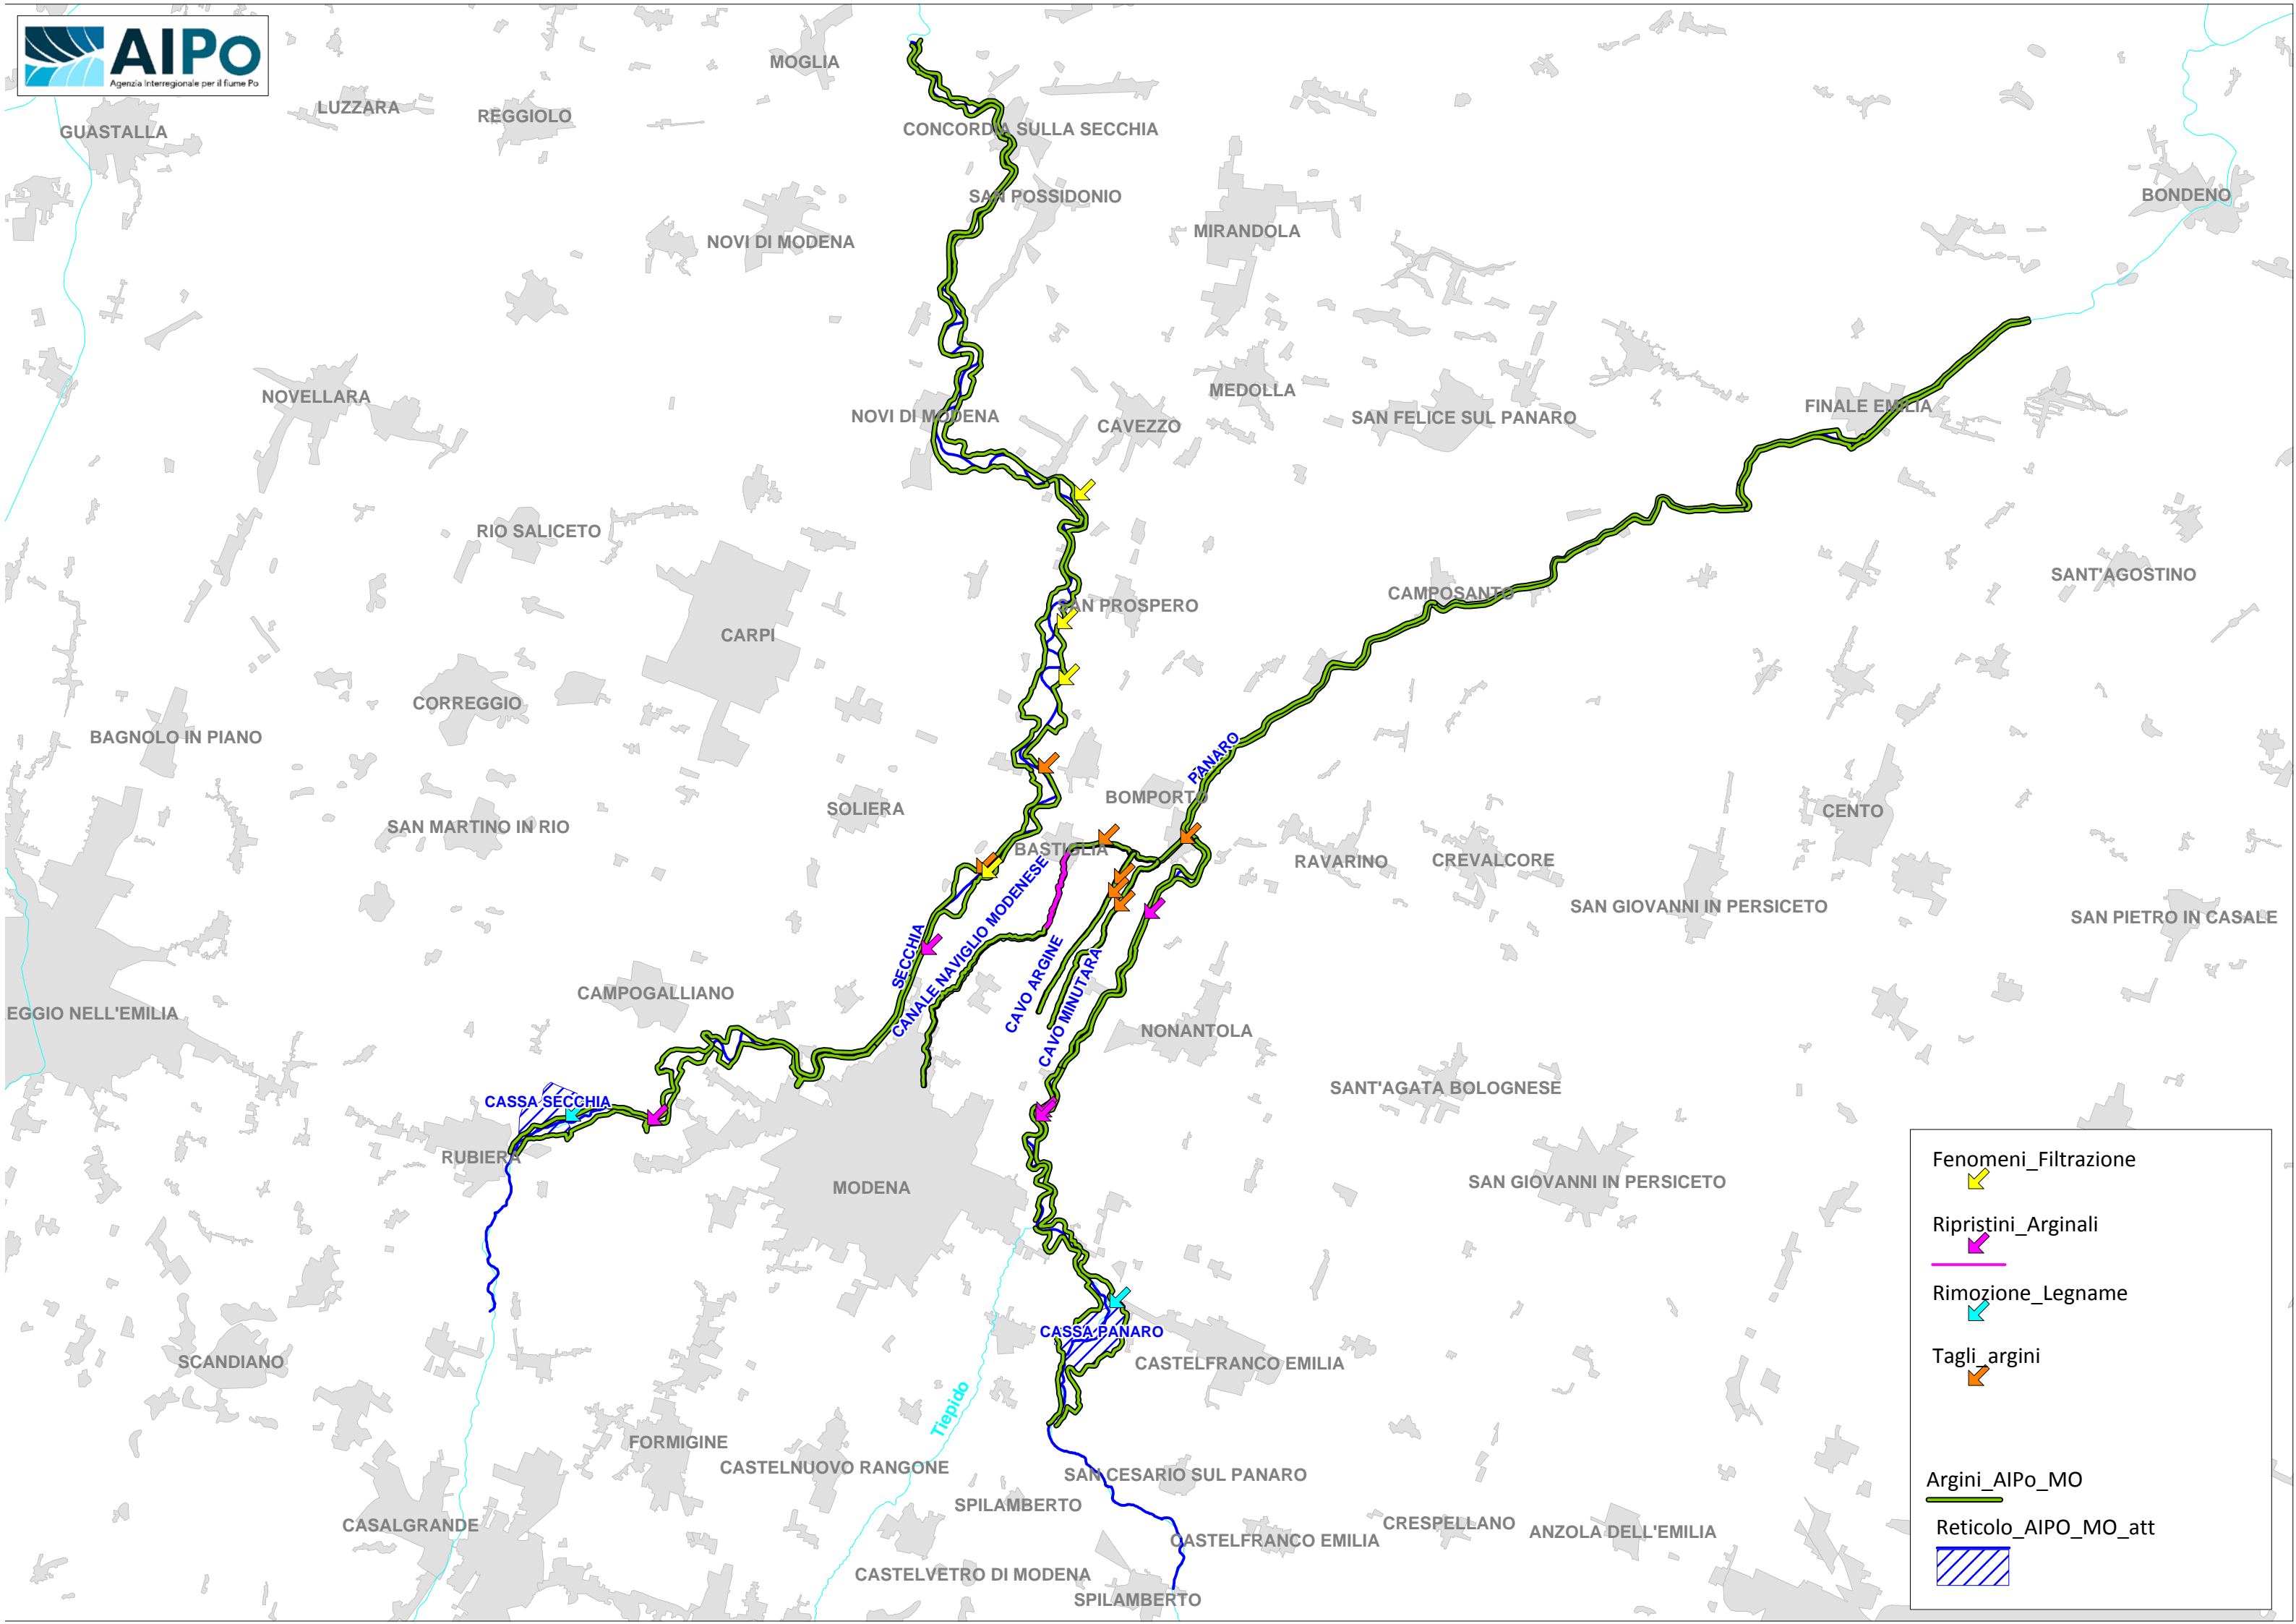 AIPo
Agenzia Interregionale per il fiume Po
MOGLIA
LUZZARA
REGGIOLO
GUASTALLA
CONCORDIA SULLA SECCHIA
SAN POSSIDONIO
BONDENO
MIRANDOLA
NOVI DI MODENA
NOVELLARA
MEDOLLA
FINALE EMILIA
NOVI DI MODENA
SAN FELICE SUL PANARO
CAVEZZO
RIO SALICETO
SANT'AGOSTINO
CAMPOSANTO
SAN PROSPERO
CARPI
CORREGGIO
BAGNOLO IN PIANO
PANARO
BOMPORTO
SOLIERA
CENTO
SAN MARTINO IN RIO
BASTIGLIA
RAVARINO
CREVALCORE
SAN GIOVANNI IN PERSICETO
SAN PIETRO IN CASALE
SECCHIA
CANALE NAVIGLIO MODENESE
CAVO ARGINE
CAVO MINUTARA
CAMPOGALLIANO
EGGIO NELL'EMILIA
NONANTOLA
SANT'AGATA BOLOGNESE
CASSA SECCHIA
RUBIERA
MODENA
SAN GIOVANNI IN PERSICETO
CASSA PANARO
SCANDIANO
CASTELFRANCO EMILIA
Tiepido
FORMIGINE
CASTELNUOVO RANGONE
SAN CESARIO SUL PANARO
SPILAMBERTO
CASALGRANDE
CRESPELLANO
ANZOLA DELL'EMILIA
CASTELFRANCO EMILIA
CASTELVETRO DI MODENA
SPILAMBERTO
Fenomeni_Filtrazione
Ripristini_Arginali
Rimozione_Legname
Tagli_argini
Argini_AIPo_MO
Reticolo_AIPO_MO_att